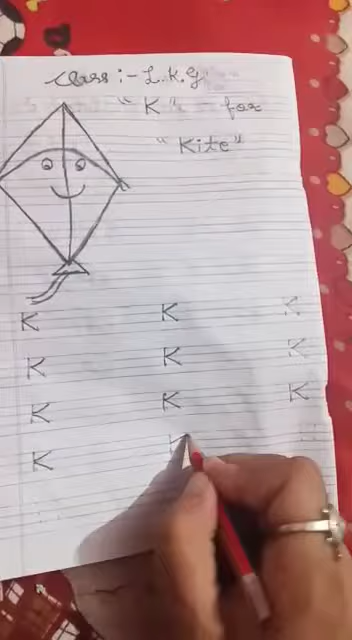 Class :- L.K.G
"K" for
"Kite"
K K K
K K K
K K K
K K